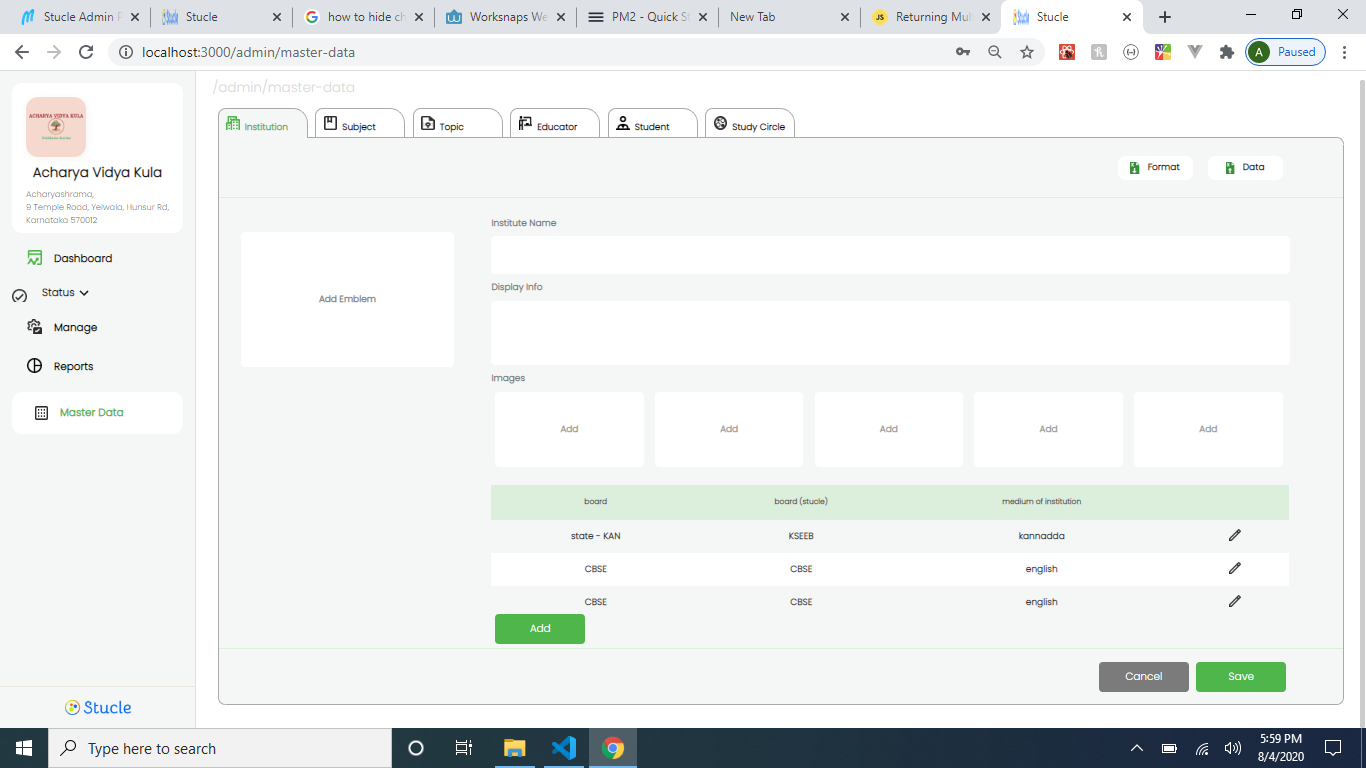 Stucle Admin P
Stucle
how to hide ch
Worksnaps We
PM2 - Quick St
New Tab
JS
Returning Mul
Stucle
localhost:3000/admin/master-data
A
Paused
/admin/master-data
ACHARYA VIDYA KULA
Acharya Vidya Kula
Acharyashrama,
9 Temple Road, Yelwala, Hunsur Rd,
Karnataka 570012
Dashboard
Status
Manage
Reports
Master Data
Stucle
Institution
Subject
Topic
Educator
Student
Study Circle
Format
Data
Add Emblem
Institute Name
Display Info
Images
Add
Add
Add
Add
Add
board
board (stucle)
medium of institution
state - KAN
KSEEB
kannadda
CBSE
CBSE
english
CBSE
CBSE
english
Add
Cancel
Save
Type here to search
5:59 PM
8/4/2020